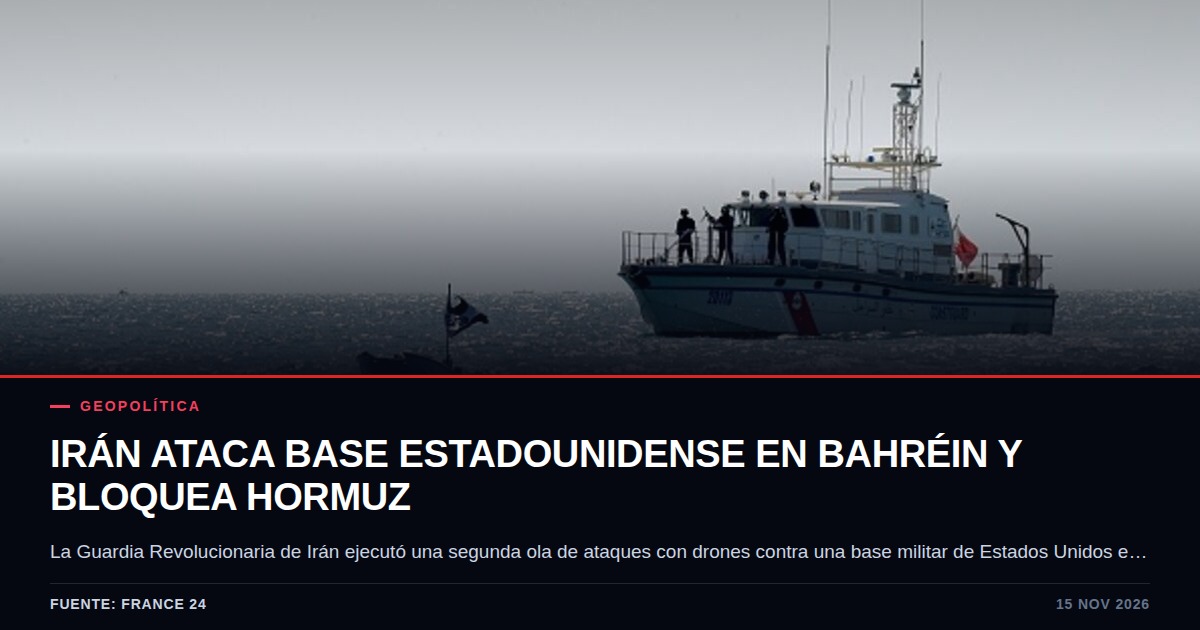 GEOPOLÍTICA
IRÁN ATACA BASE ESTADOUNIDENSE EN BAHRÉIN Y
BLOQUEA HORMUZ
La Guardia Revolucionaria de Irán ejecutó una segunda ola de ataques con drones contra una base militar de Estados Unidos e…
FUENTE: FRANCE 24
15 NOV 2026